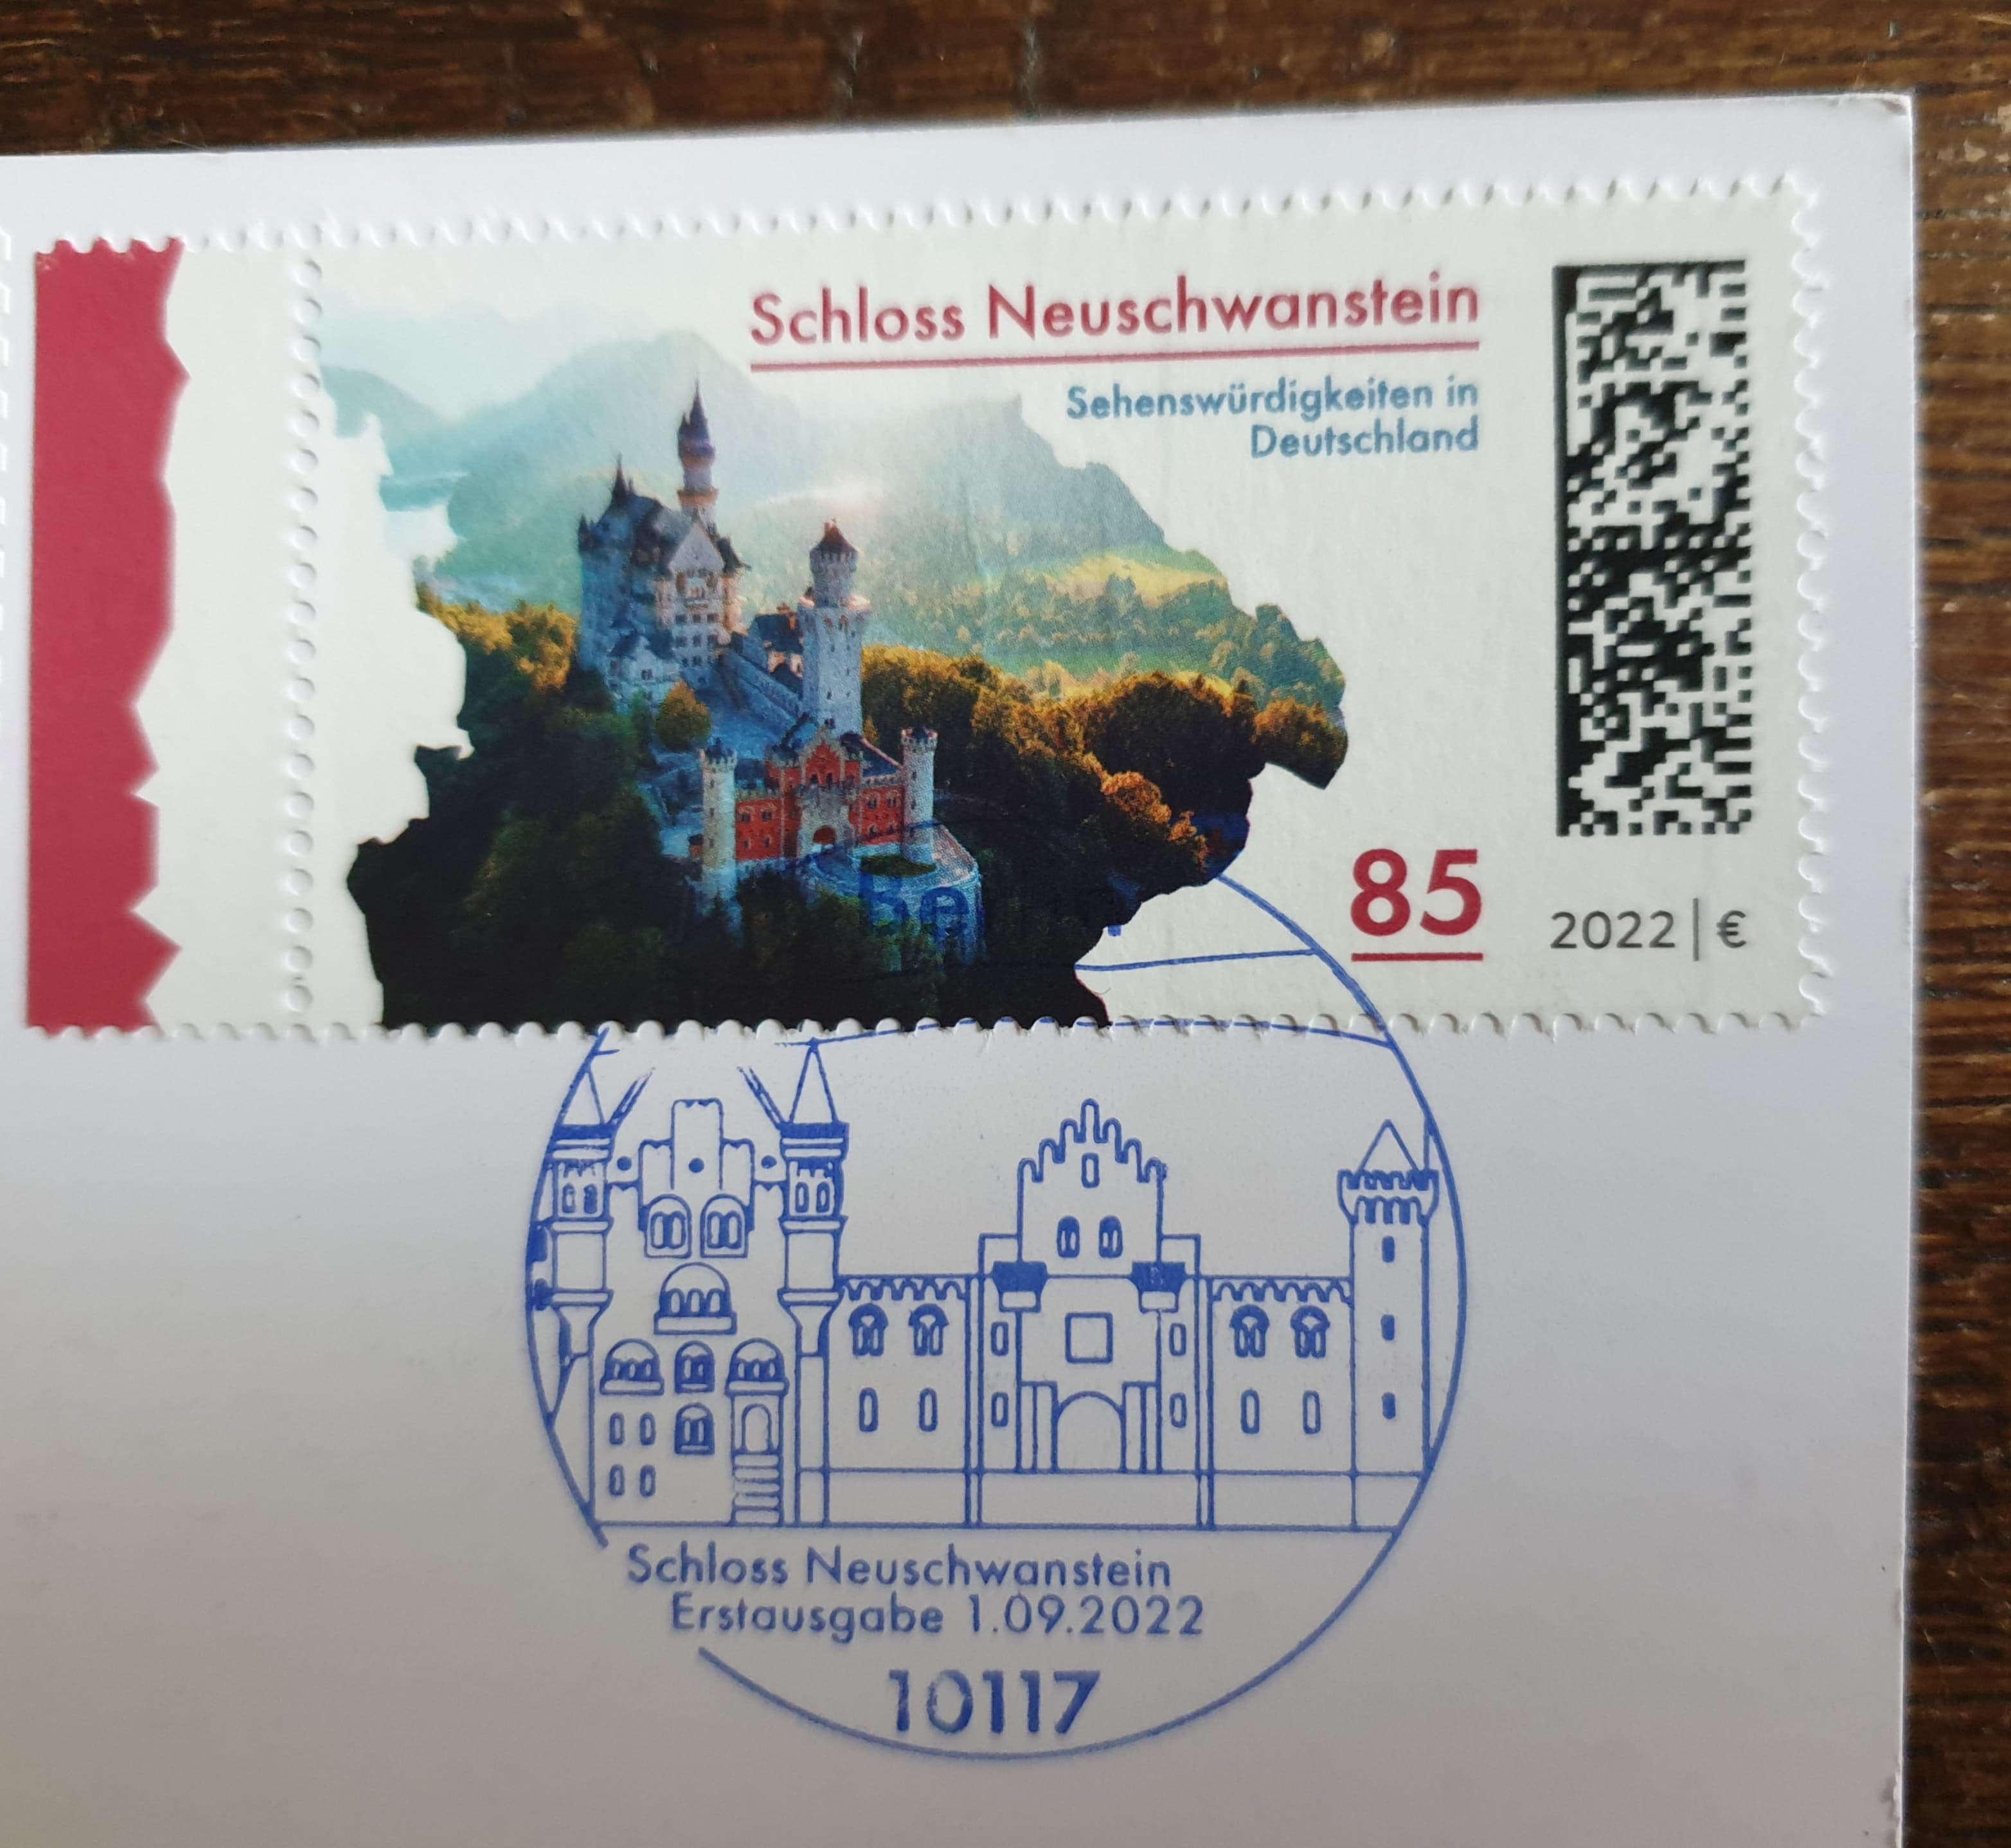 Schloss Neuschwanstein
Sehenswürdigkeiten in
Deutschland
85
2022 | €
Schloss Neuschwanstein
Erstausgabe 1.09.2022
10117